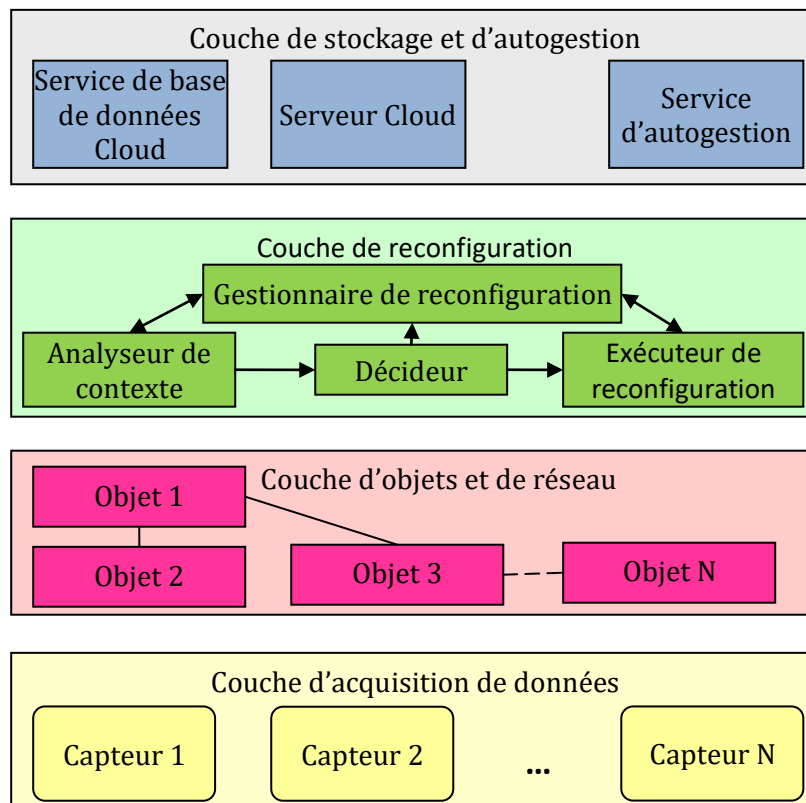 Couche de stockage et d’autogestion
Service de base
de données
Cloud
Serveur Cloud
Service
d’autogestion
Couche de reconfiguration
Gestionnaire de reconfiguration
Analyseur de
contexte
Décideur
Exécuteur de
reconfiguration
Couche d’objets et de réseau
Objet 1
Objet 2
Objet 3
Objet N
Couche d’acquisition de données
Capteur 1
Capteur 2
...
Capteur N